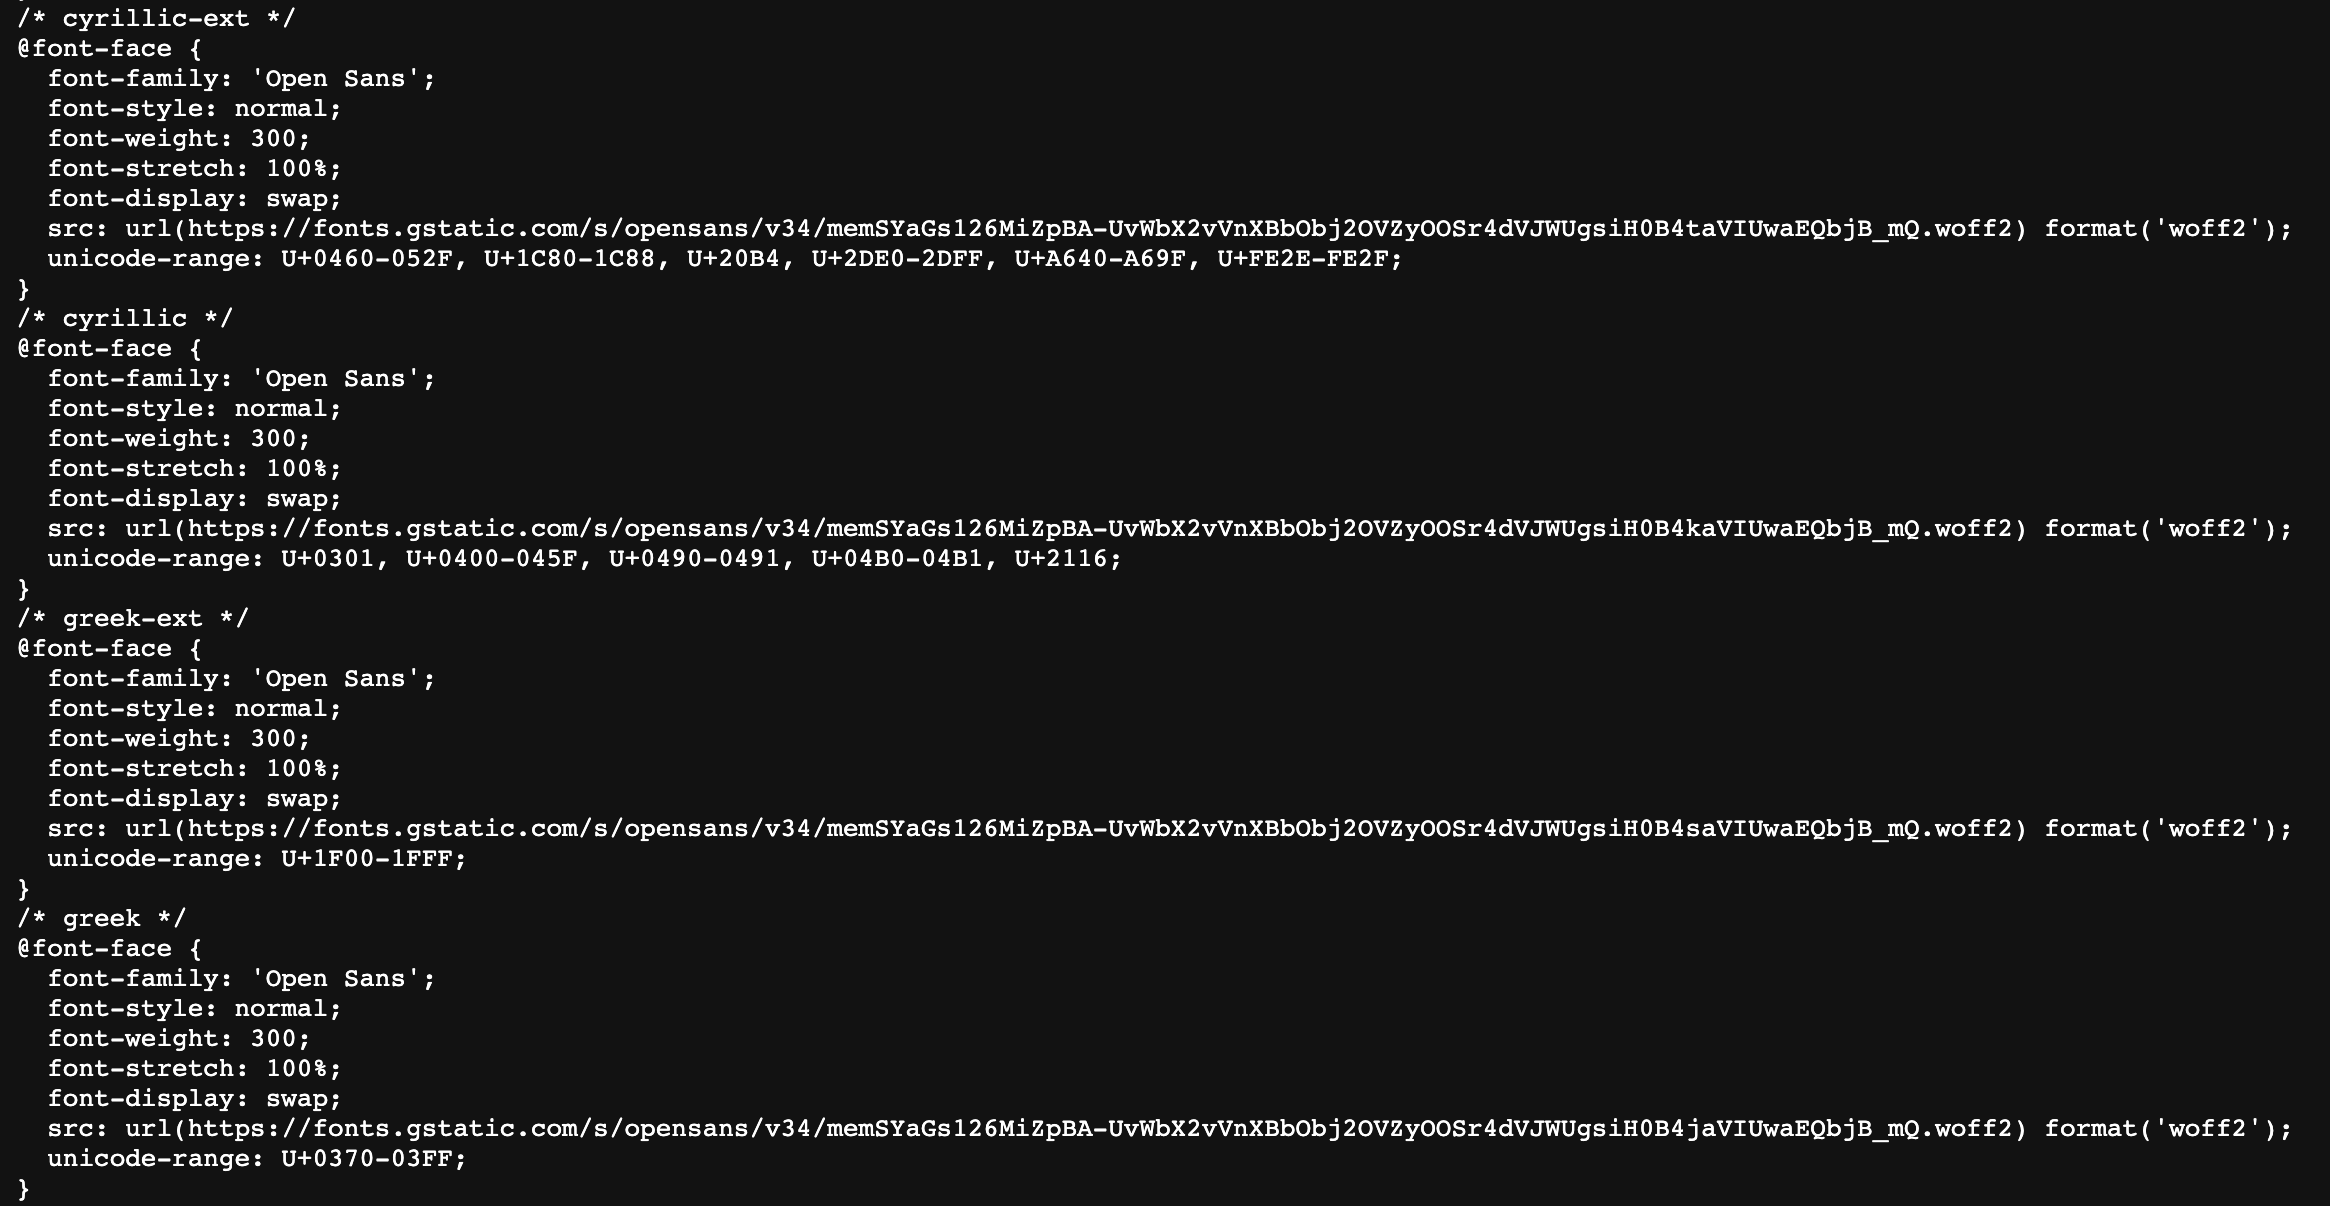 /* cyrillic-ext */
@font-face {
  font-family: 'Open Sans';
  font-style: normal;
  font-weight: 300;
  font-stretch: 100%;
  font-display: swap;
  src: url(https://fonts.gstatic.com/s/opensans/v34/memSYaGs126MiZpBA-UvWbX2vVnXBbObj2OVZyOOSr4dVJWUgsiH0B4taVIUwaEQbjB_mQ.woff2) format('woff2');
  unicode-range: U+0460-052F, U+1C80-1C88, U+20B4, U+2DE0-2DFF, U+A640-A69F, U+FE2E-FE2F;
}
/* cyrillic */
@font-face {
  font-family: 'Open Sans';
  font-style: normal;
  font-weight: 300;
  font-stretch: 100%;
  font-display: swap;
  src: url(https://fonts.gstatic.com/s/opensans/v34/memSYaGs126MiZpBA-UvWbX2vVnXBbObj2OVZyOOSr4dVJWUgsiH0B4kaVIUwaEQbjB_mQ.woff2) format('woff2');
  unicode-range: U+0301, U+0400-045F, U+0490-0491, U+04B0-04B1, U+2116;
}
/* greek-ext */
@font-face {
  font-family: 'Open Sans';
  font-style: normal;
  font-weight: 300;
  font-stretch: 100%;
  font-display: swap;
  src: url(https://fonts.gstatic.com/s/opensans/v34/memSYaGs126MiZpBA-UvWbX2vVnXBbObj2OVZyOOSr4dVJWUgsiH0B4saVIUwaEQbjB_mQ.woff2) format('woff2');
  unicode-range: U+1F00-1FFF;
}
/* greek */
@font-face {
  font-family: 'Open Sans';
  font-style: normal;
  font-weight: 300;
  font-stretch: 100%;
  font-display: swap;
  src: url(https://fonts.gstatic.com/s/opensans/v34/memSYaGs126MiZpBA-UvWbX2vVnXBbObj2OVZyOOSr4dVJWUgsiH0B4jaVIUwaEQbjB_mQ.woff2) format('woff2');
  unicode-range: U+0370-03FF;
}